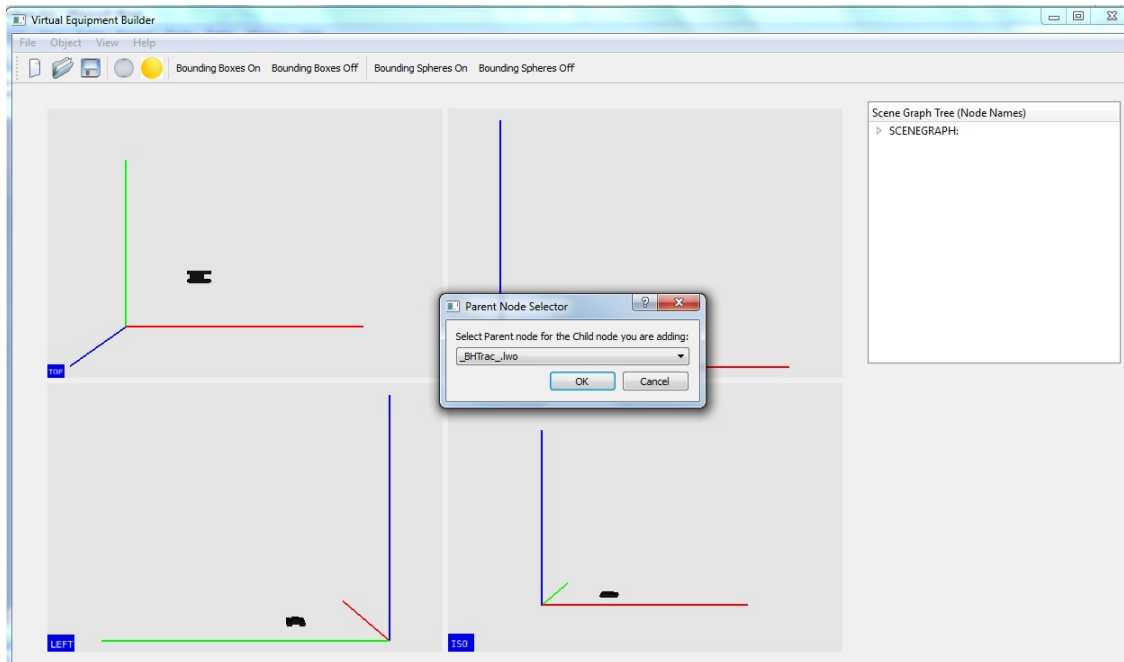 Virtual Equipment Builder
File Object View Help
Bounding Boxes On Bounding Boxes Off Bounding Spheres On Bounding Spheres Off
Scene Graph Tree (Node Names)
SCENEGRAPH:
Parent Node Selector
Select Parent node for the Child node you are adding:
_BHTrac_.lwo
OK Cancel
TOP
LEFT
ISO